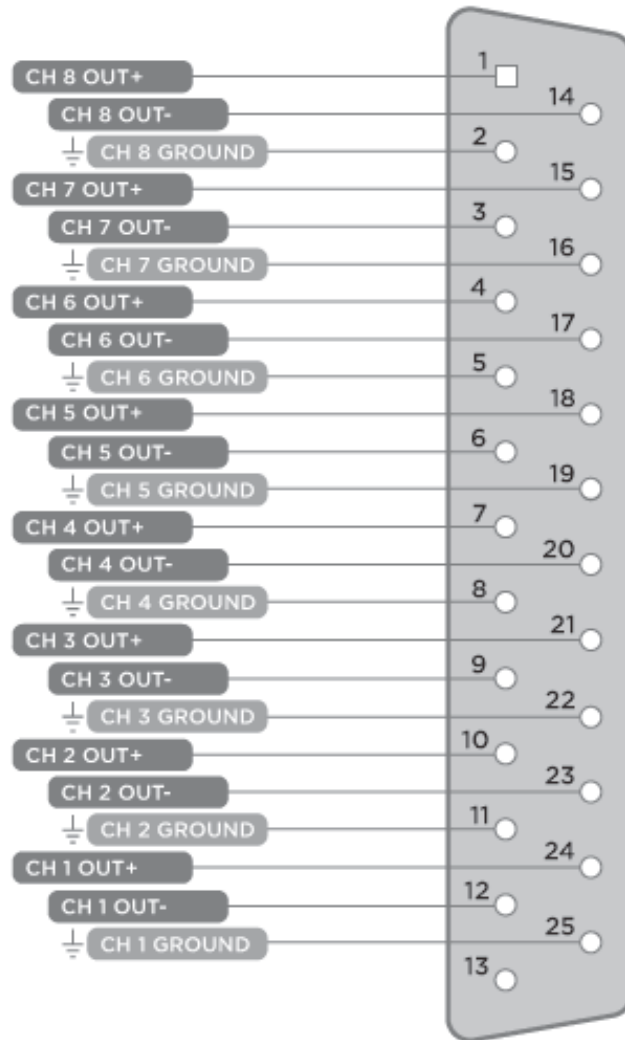 CH 8 OUT+ 1
CH 8 OUT- 14
CH 8 GROUND 2
CH 7 OUT+ 15
CH 7 OUT- 3
CH 7 GROUND 16
CH 6 OUT+ 4
CH 6 OUT- 17
CH 6 GROUND 5
CH 5 OUT+ 18
CH 5 OUT- 6
CH 5 GROUND 19
CH 4 OUT+ 7
CH 4 OUT- 20
CH 4 GROUND 8
CH 3 OUT+ 21
CH 3 OUT- 9
CH 3 GROUND 22
CH 2 OUT+ 10
CH 2 OUT- 23
CH 2 GROUND 11
CH 1 OUT+ 24
CH 1 OUT- 12
CH 1 GROUND 25
13